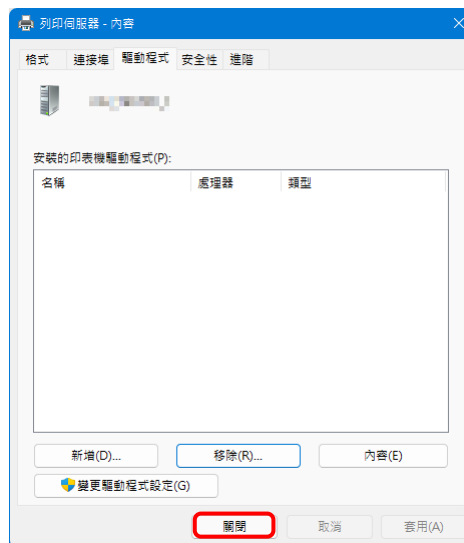 列印伺服器 - 內容
格式 連接埠 驅動程式 安全性 進階
安裝的印表機驅動程式(P):
名稱 處理器 類型
新增(D)... 移除(R)... 內容(E)
變更驅動程式設定(G)
關閉 取消 套用(A)